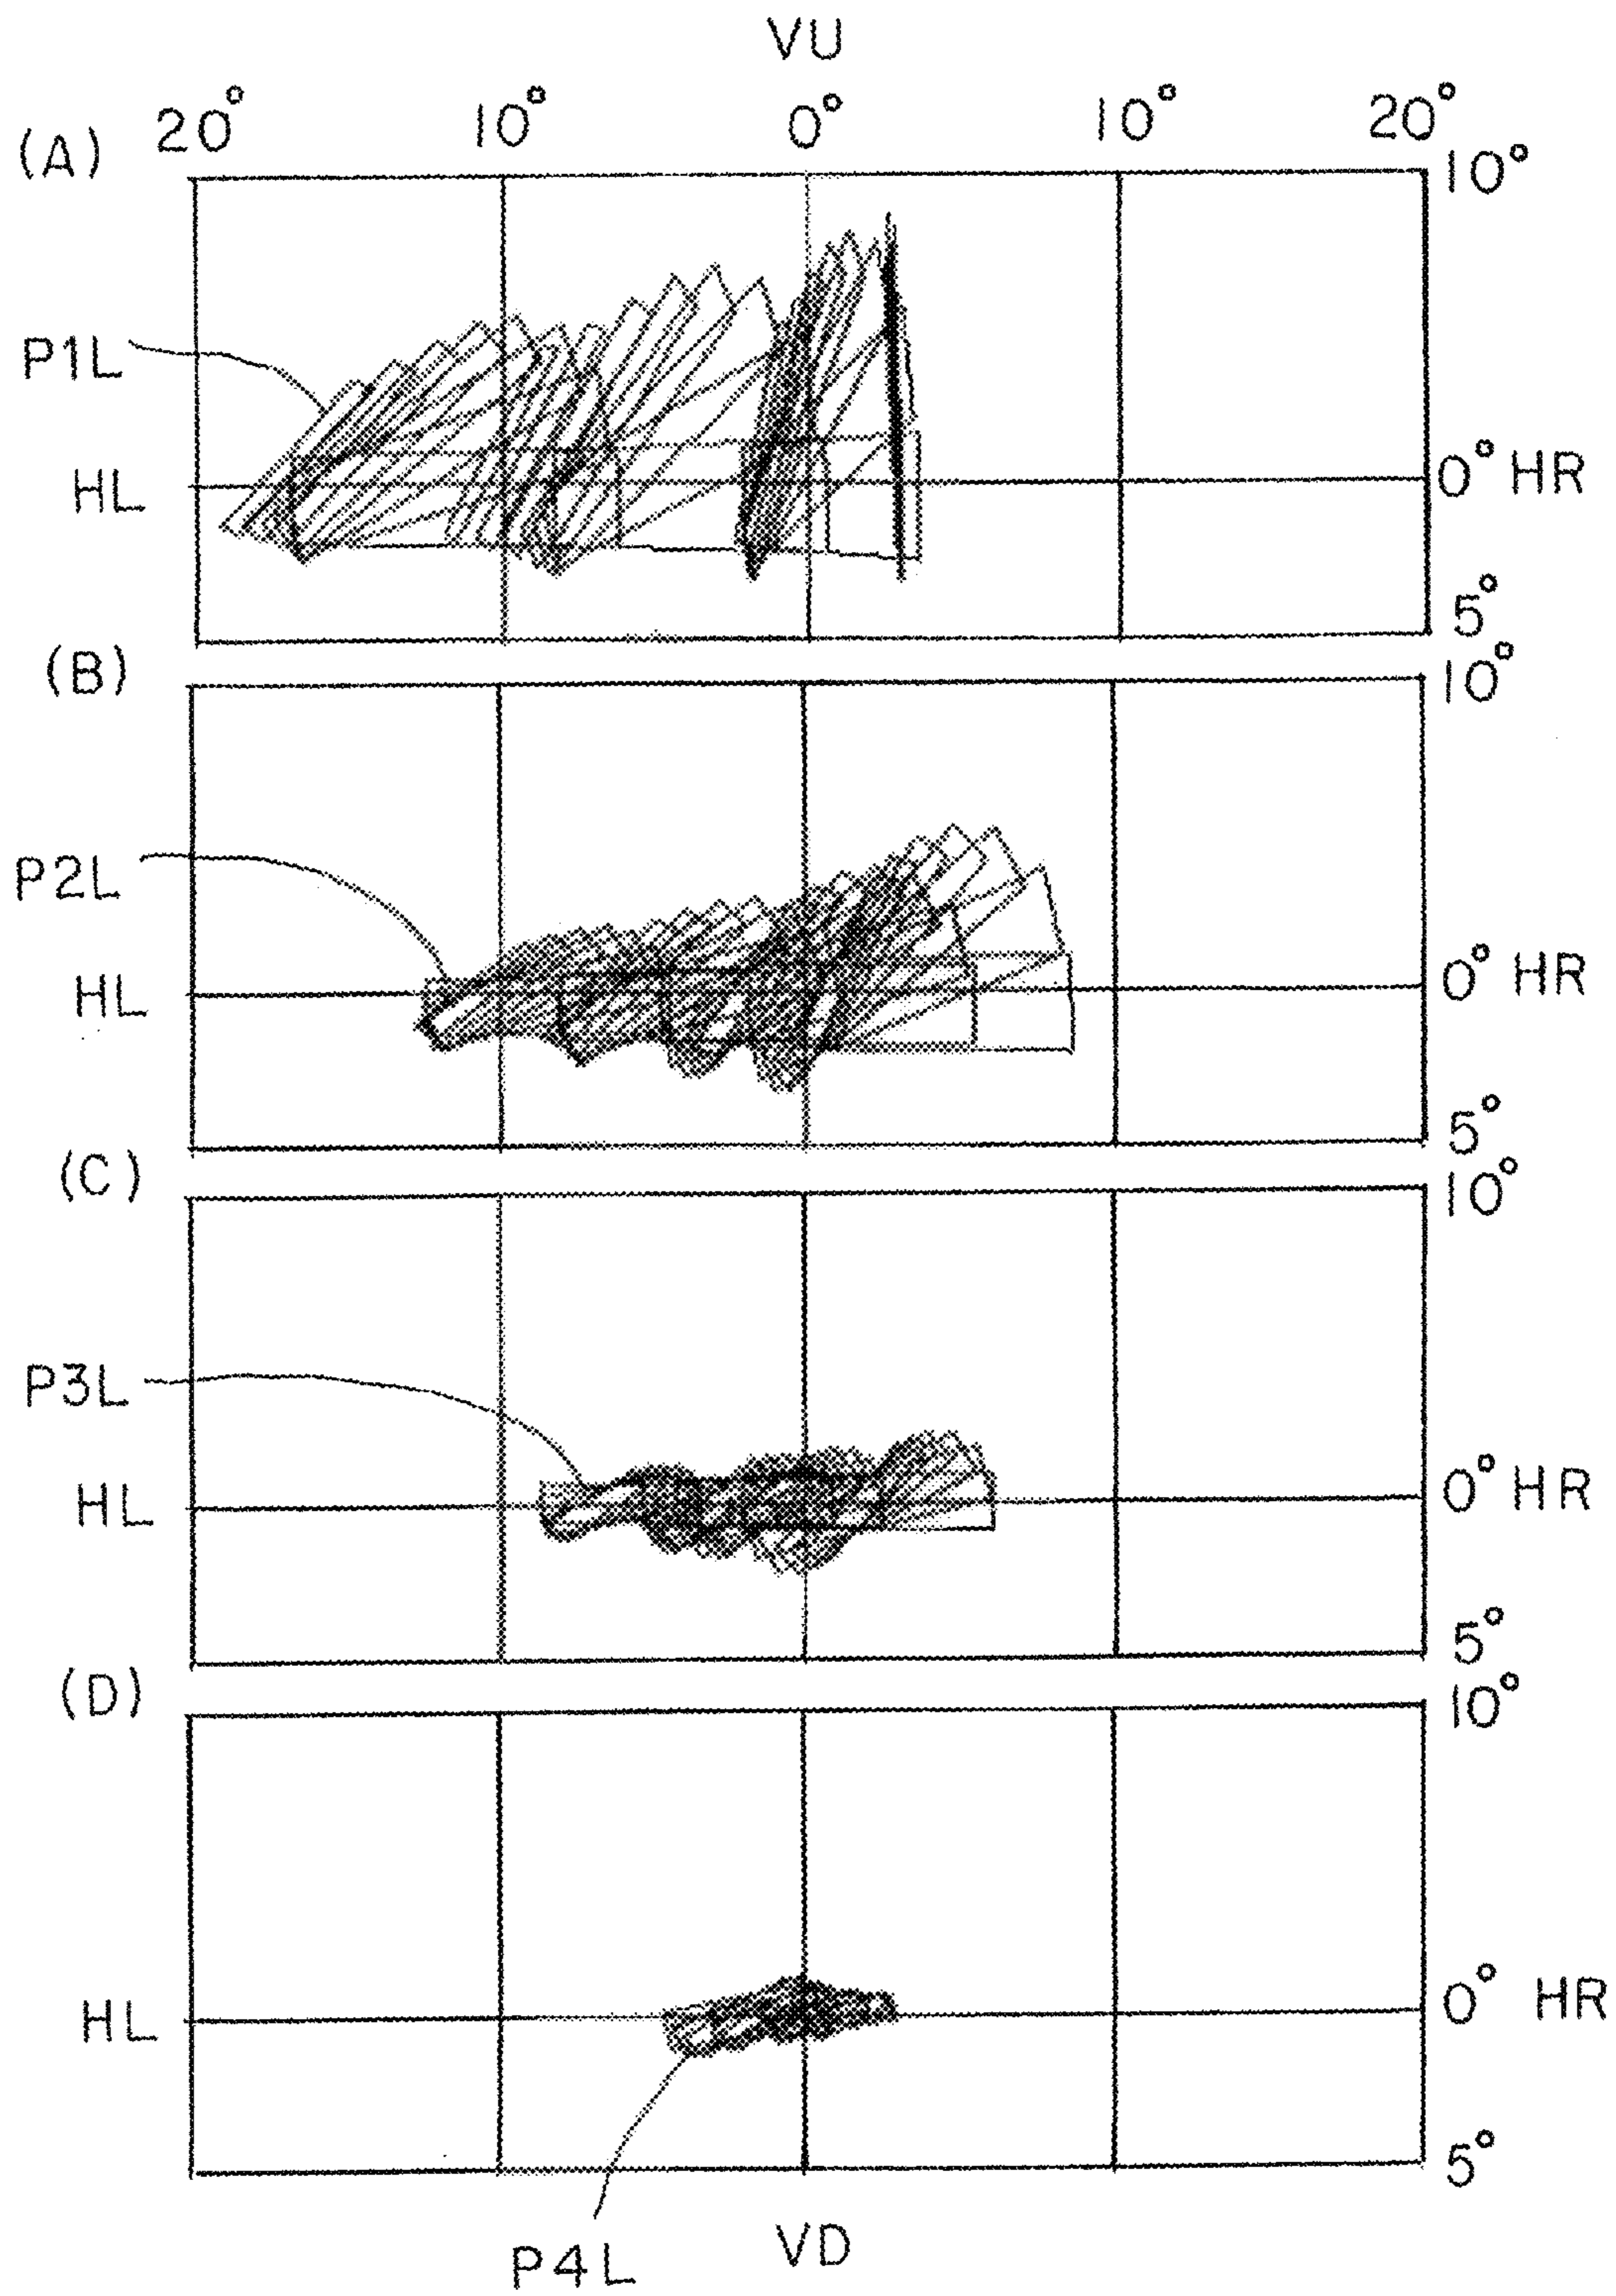 VU
20° 10° 0° 10° 20°
(A)
10°
P1L
HL 0° HR
5°
(B)
10°
P2L
HL 0° HR
5°
(C)
10°
P3L
HL 0° HR
5°
(D)
10°
HL 0° HR
5°
P4L
VD